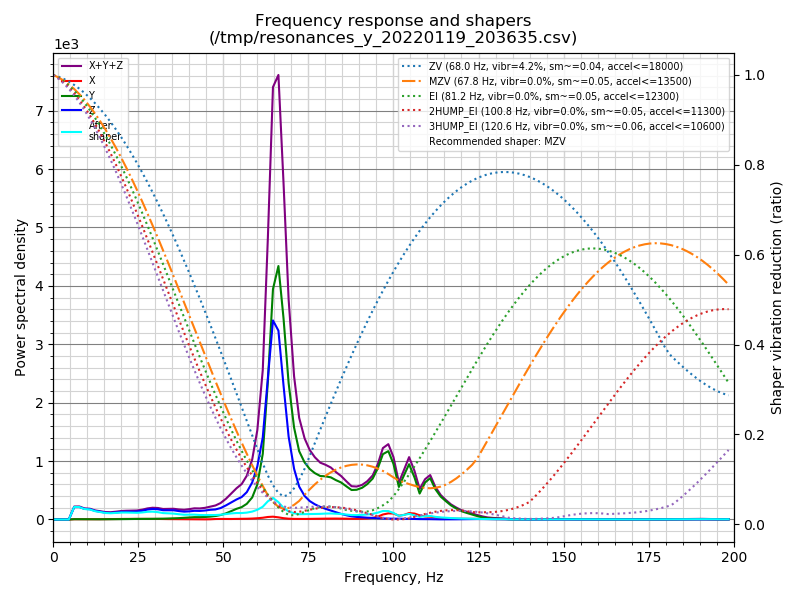 Frequency response and shapers
(/tmp/resonances_y_20220119_203635.csv)
1e3
X+Y+Z
X
Y
Z
After
shaper
ZV (68.0 Hz, vibr=4.2%, sm~=0.04, accel<=18000)
MZV (67.8 Hz, vibr=0.0%, sm~=0.05, accel<=13500)
EI (81.2 Hz, vibr=0.0%, sm~=0.05, accel<=12300)
2HUMP_EI (100.8 Hz, vibr=0.0%, sm~=0.05, accel<=11300)
3HUMP_EI (120.6 Hz, vibr=0.0%, sm~=0.06, accel<=10600)
Recommended shaper: MZV
7
6
5
4
3
2
1
0
Power spectral density
1.0
0.8
0.6
0.4
0.2
0.0
Shaper vibration reduction (ratio)
0 25 50 75 100 125 150 175 200
Frequency, Hz